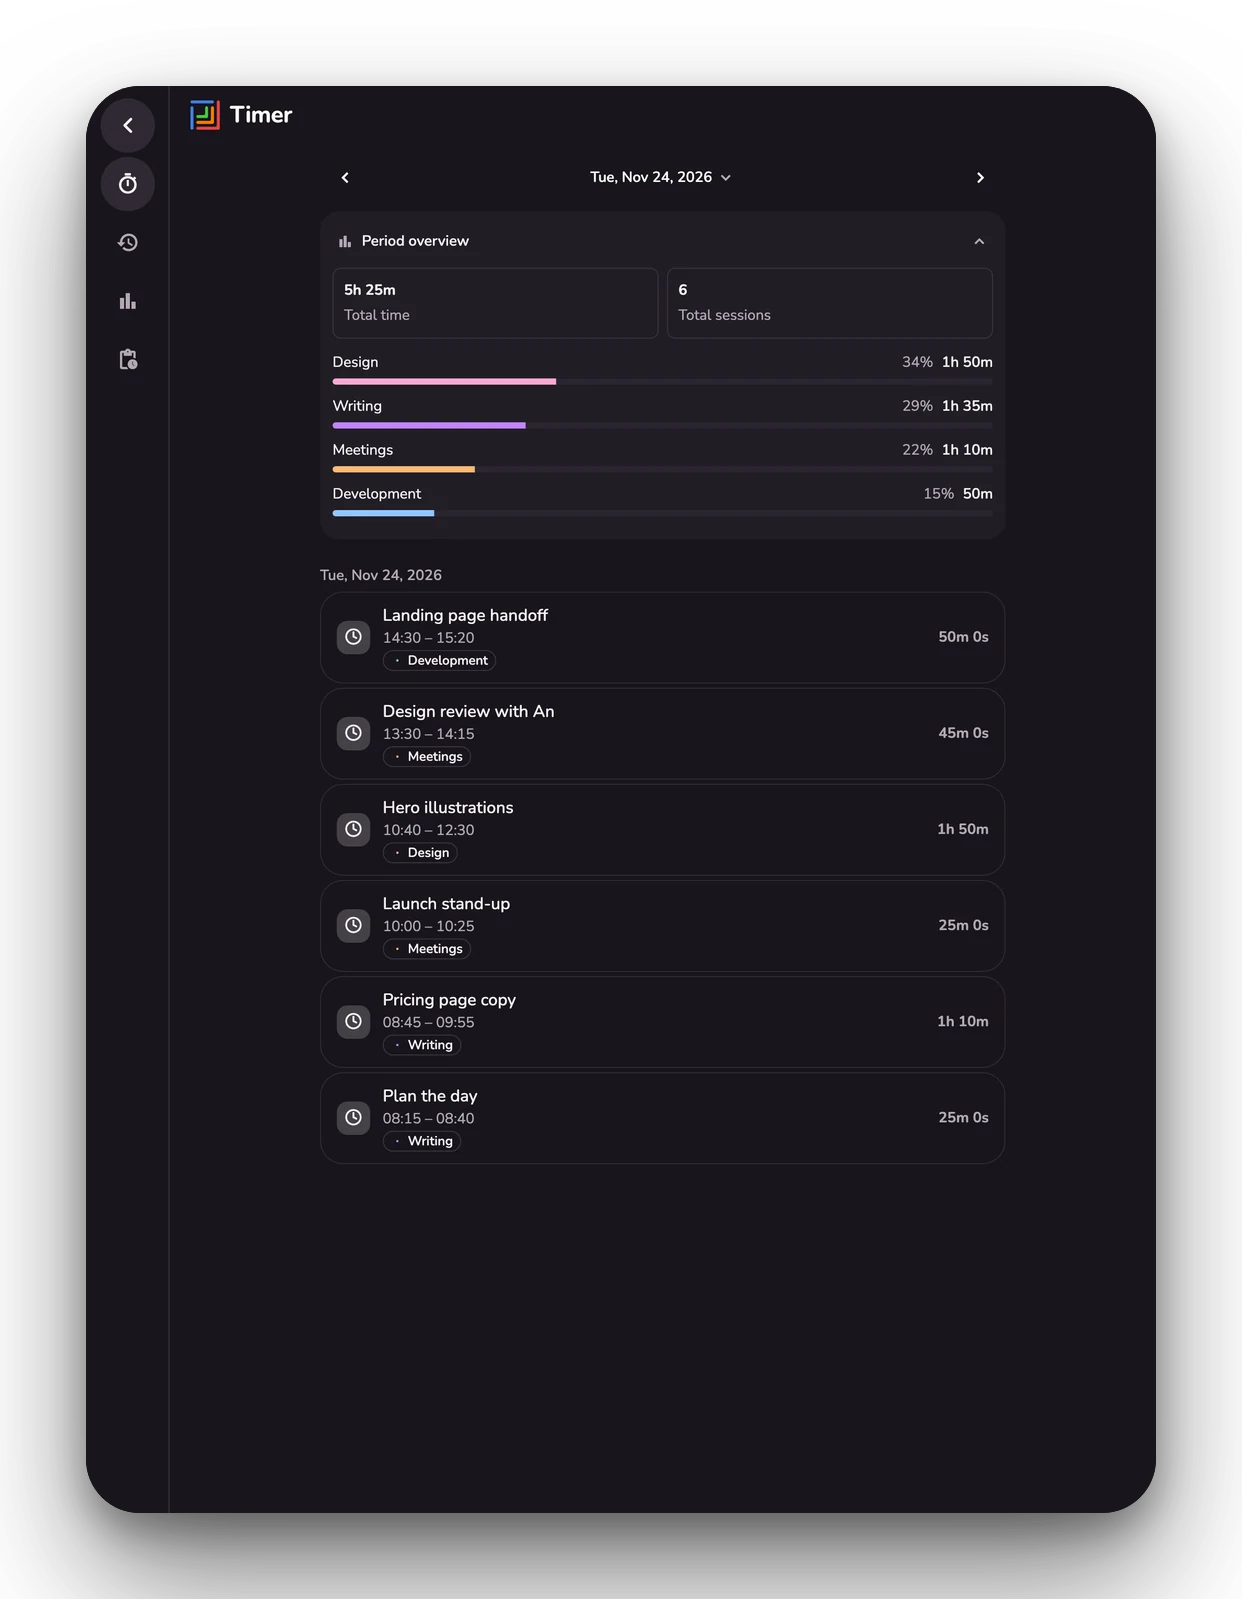 Timer
Tue, Nov 24, 2026
Period overview
5h 25m
Total time
6
Total sessions
Design 34% 1h 50m
Writing 29% 1h 35m
Meetings 22% 1h 10m
Development 15% 50m
Tue, Nov 24, 2026
Landing page handoff
14:30 – 15:20
Development
50m 0s
Design review with An
13:30 – 14:15
Meetings
45m 0s
Hero illustrations
10:40 – 12:30
Design
1h 50m
Launch stand-up
10:00 – 10:25
Meetings
25m 0s
Pricing page copy
08:45 – 09:55
Writing
1h 10m
Plan the day
08:15 – 08:40
Writing
25m 0s